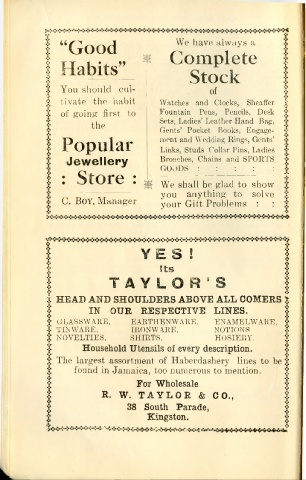 "Good
Habits"
You should cul-
tivate the habit
of going first to
the
Popular
Jewellery
: Store :
C. BOY, Manager
We have always a
Complete
Stock
of
Watches and Clocks, Sheaffer
Fountain Pens, Pencils, Desk
Sets, Ladies' Leather Hand Bag,
Gents' Pocket Books, Engage-
ment and Wedding Rings, Gents'
Links, Studs Collar Pins, Ladies
Brooches, Chains and SPORTS
GOODS : : : :
We shall be glad to show
you anything to solve
your Gift Problems : :
YES!
Its
TAYLOR'S
HEAD AND SHOULDERS ABOVE ALL COMERS
IN OUR RESPECTIVE LINES.
GLASSWARE, EARTHENWARE, ENAMELWARE,
TINWARE, IRONWARE, NOTIONS
NOVELTIES, SHIRTS, HOSIERY.
Household Utensils of every description.
The largest assortment of Haberdashery lines to be
found in Jamaica, too numerous to mention.
For Wholesale
R. W. TAYLOR & CO.,
38 South Parade,
Kingston.